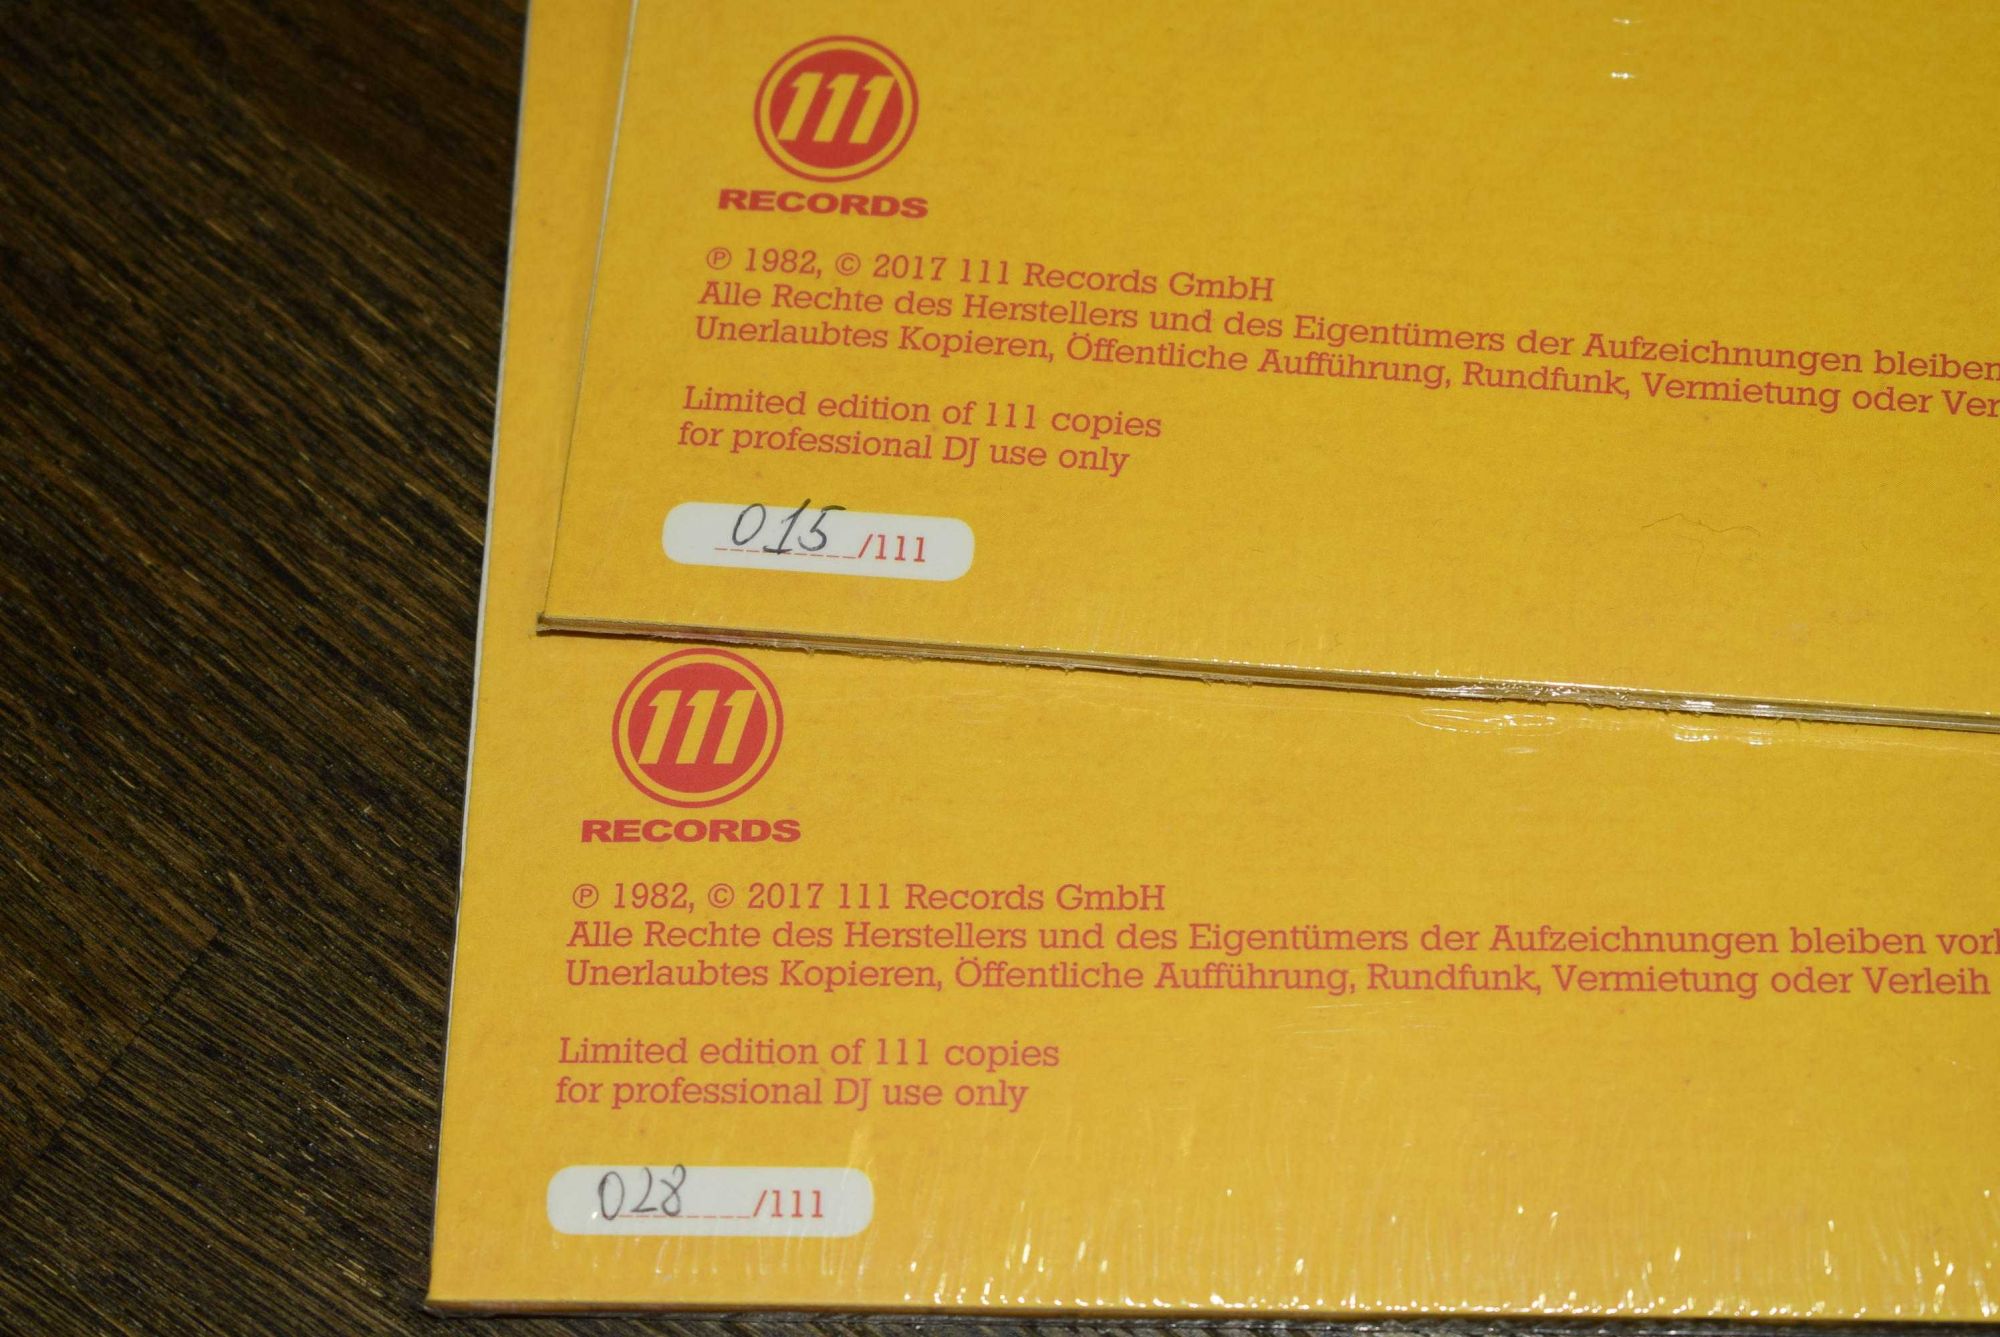 111
RECORDS
℗ 1982, © 2017 111 Records GmbH
Alle Rechte des Herstellers und des Eigentümers der Aufzeichnungen bleiben
Unerlaubtes Kopieren, Öffentliche Aufführung, Rundfunk, Vermietung oder
Limited edition of 111 copies
for professional DJ use only
015/111
111
RECORDS
℗ 1982, © 2017 111 Records GmbH
Alle Rechte des Herstellers und des Eigentümers der Aufzeichnungen bleiben
Unerlaubtes Kopieren, Öffentliche Aufführung, Rundfunk, Vermietung oder Verleih
Limited edition of 111 copies
for professional DJ use only
028/111